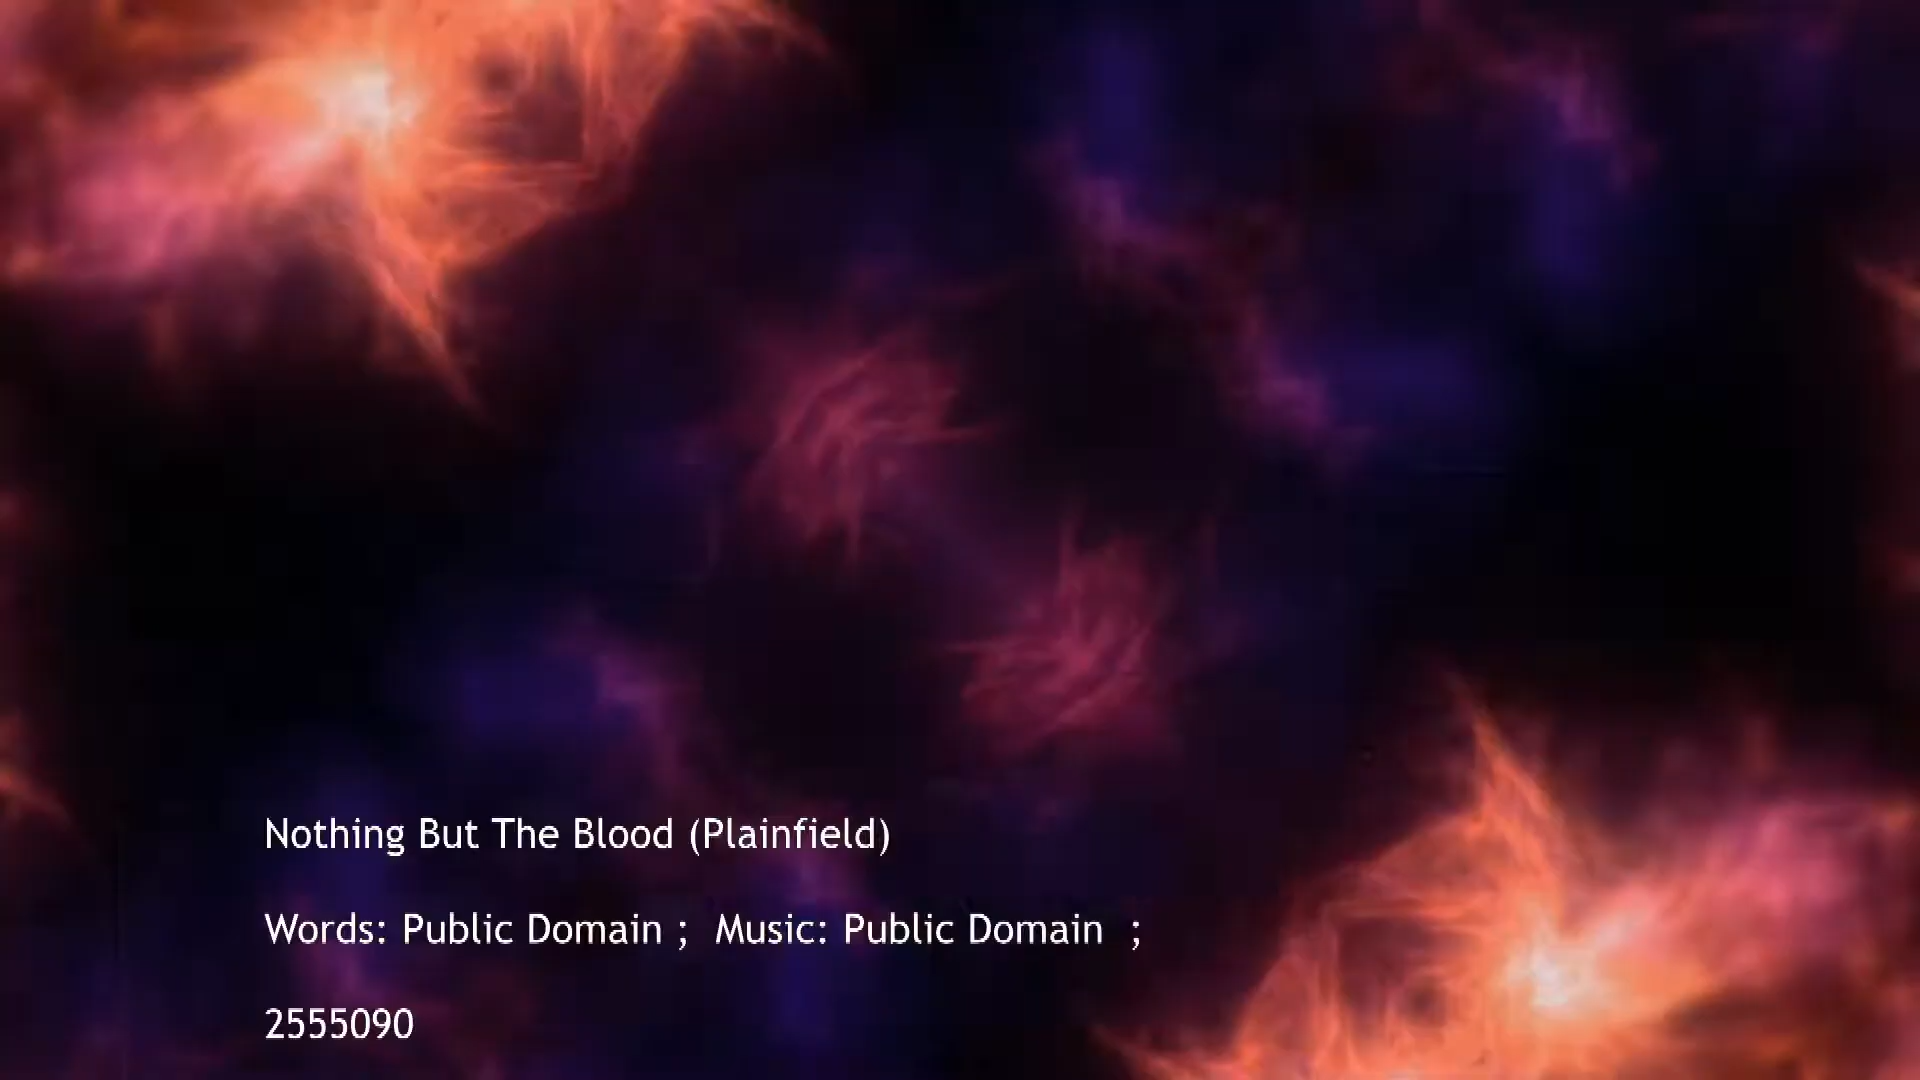 Nothing But The Blood (Plainfield)
Words: Public Domain ;  Music: Public Domain  ;
2555090